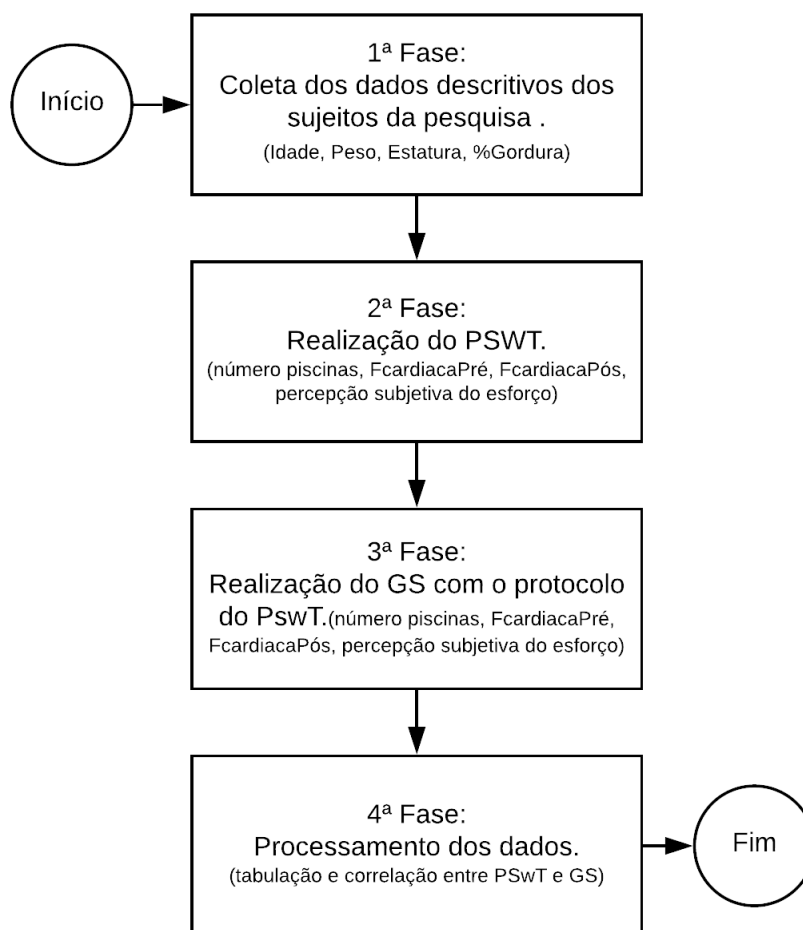 Início
1ª Fase:
Coleta dos dados descritivos dos
sujeitos da pesquisa .
(Idade, Peso, Estatura, %Gordura)
2ª Fase:
Realização do PSWT.
(número piscinas, FcardiacaPré, FcardiacaPós,
percepção subjetiva do esforço)
3ª Fase:
Realização do GS com o protocolo
do PswT.(número piscinas, FcardiacaPré,
FcardiacaPós, percepção subjetiva do esforço)
4ª Fase:
Processamento dos dados.
(tabulação e correlação entre PSwT e GS)
Fim